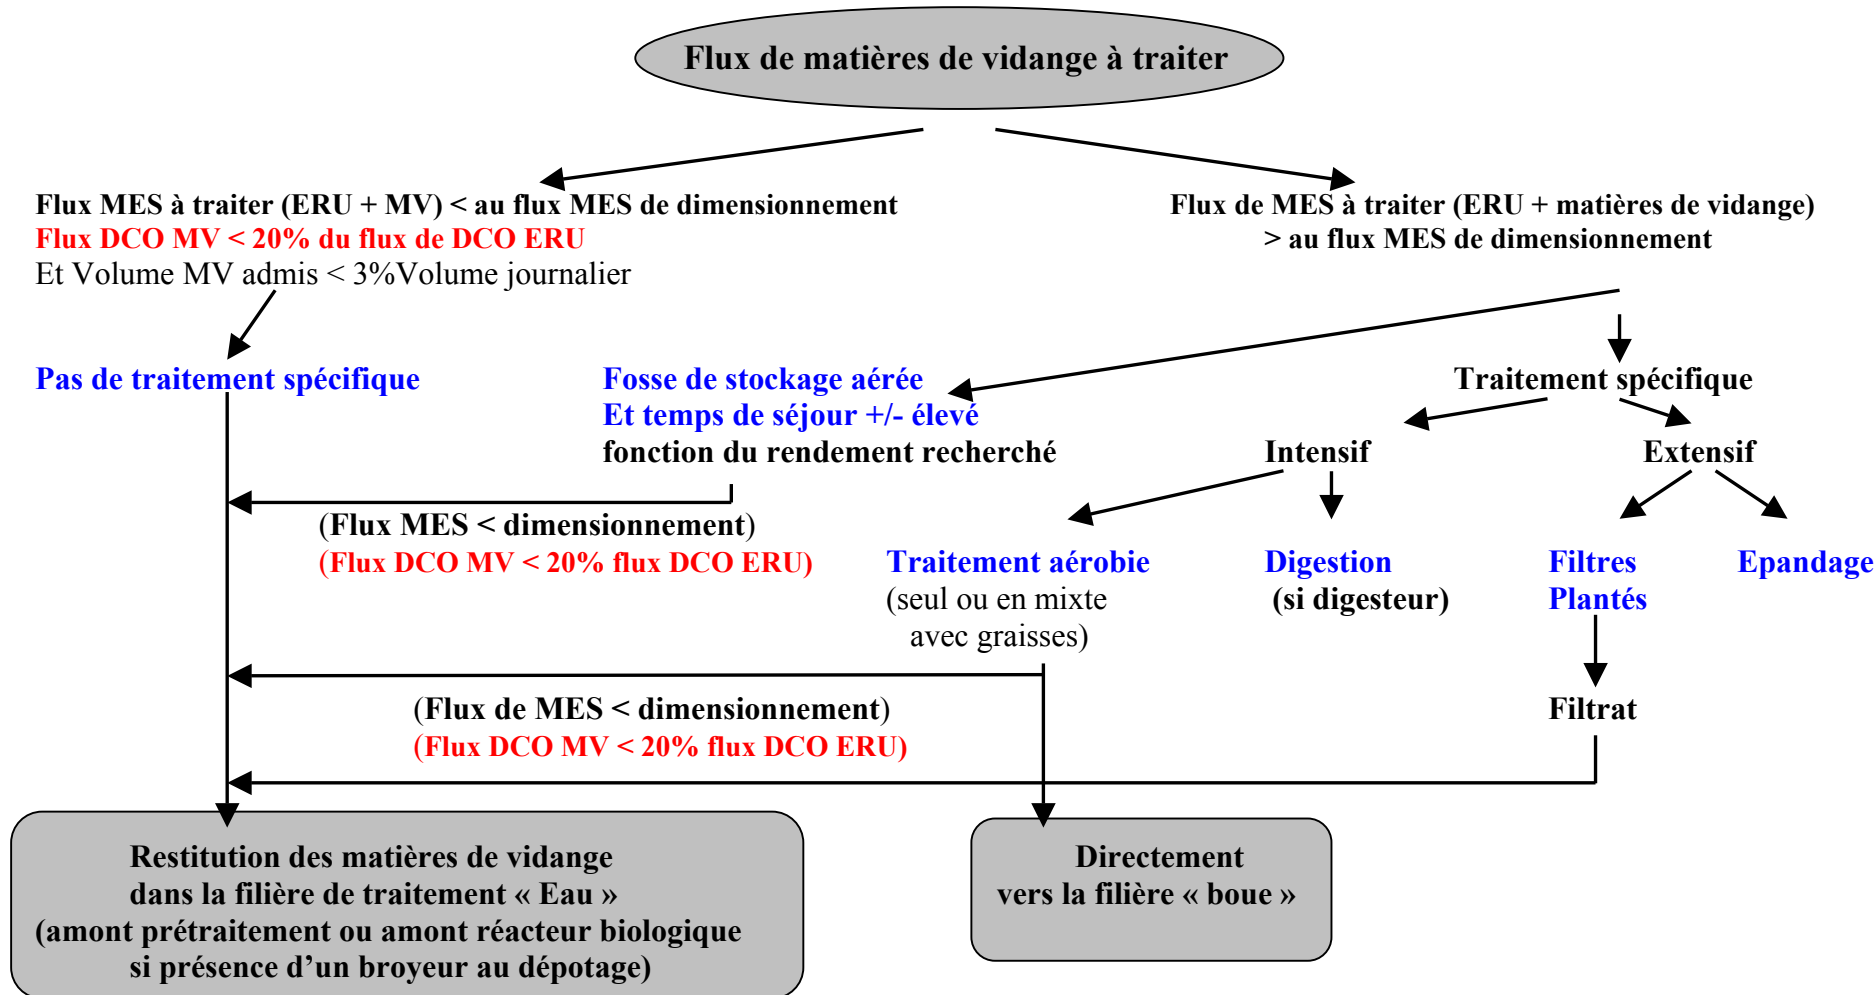 Flux de matières de vidange à traiter
Flux MES à traiter (ERU + MV) < au flux MES de dimensionnement
Flux DCO MV < 20% du flux de DCO ERU
Et Volume MV admis < 3%Volume journalier
Flux de MES à traiter (ERU + matières de vidange)
> au flux MES de dimensionnement
Pas de traitement spécifique
Fosse de stockage aérée
Et temps de séjour +/- élevé
fonction du rendement recherché
Traitement spécifique
Intensif
Extensif
(Flux MES < dimensionnement)
(Flux DCO MV < 20% flux DCO ERU)
Traitement aérobie
(seul ou en mixte
avec graisses)
Digestion
(si digesteur)
Filtres
Plantés
Epandage
(Flux de MES < dimensionnement)
(Flux DCO MV < 20% flux DCO ERU)
Filtrat
Restitution des matières de vidange
dans la filière de traitement « Eau »
(amont prétraitement ou amont réacteur biologique
si présence d’un broyeur au dépotage)
Directement
vers la filière « boue »